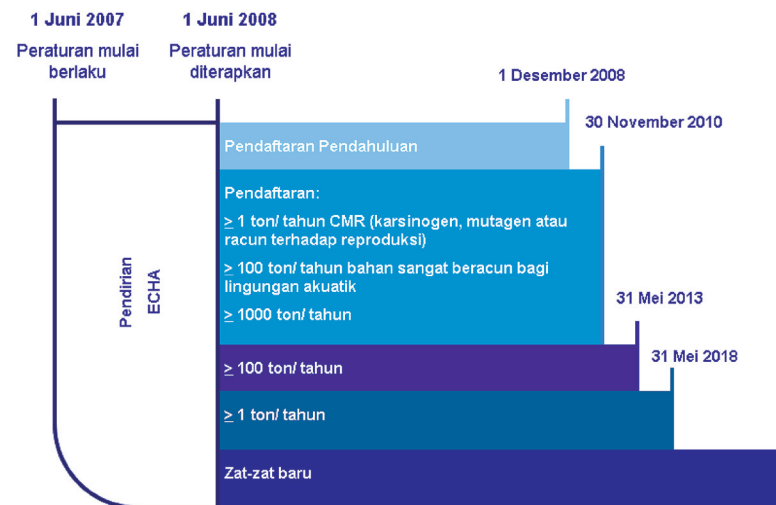 1 Juni 2007
Peraturan mulai
berlaku
1 Juni 2008
Peraturan mulai
diterapkan
1 Desember 2008
30 November 2010
Pendaftaran Pendahuluan
Pendaftaran:
≥ 1 ton/ tahun CMR (karsinogen, mutagen atau
racun terhadap reproduksi)
≥ 100 ton/ tahun bahan sangat beracun bagi
lingungan akuatik
≥ 1000 ton/ tahun
Pendirian
ECHA
31 Mei 2013
31 Mei 2018
≥ 100 ton/ tahun
≥ 1 ton/ tahun
Zat-zat baru